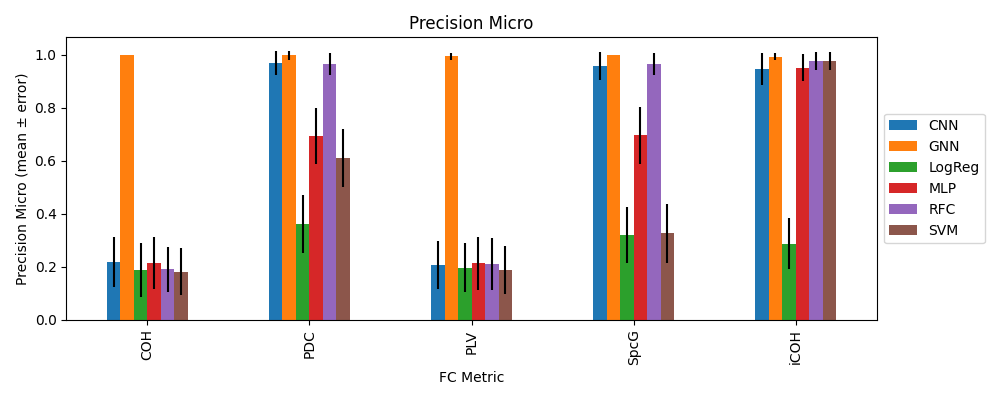 Precision Micro
Precision Micro (mean ± error)
1.0
0.8
0.6
0.4
0.2
0.0
COH
PDC
PLV
SpcG
iCOH
FC Metric
CNN
GNN
LogReg
MLP
RFC
SVM